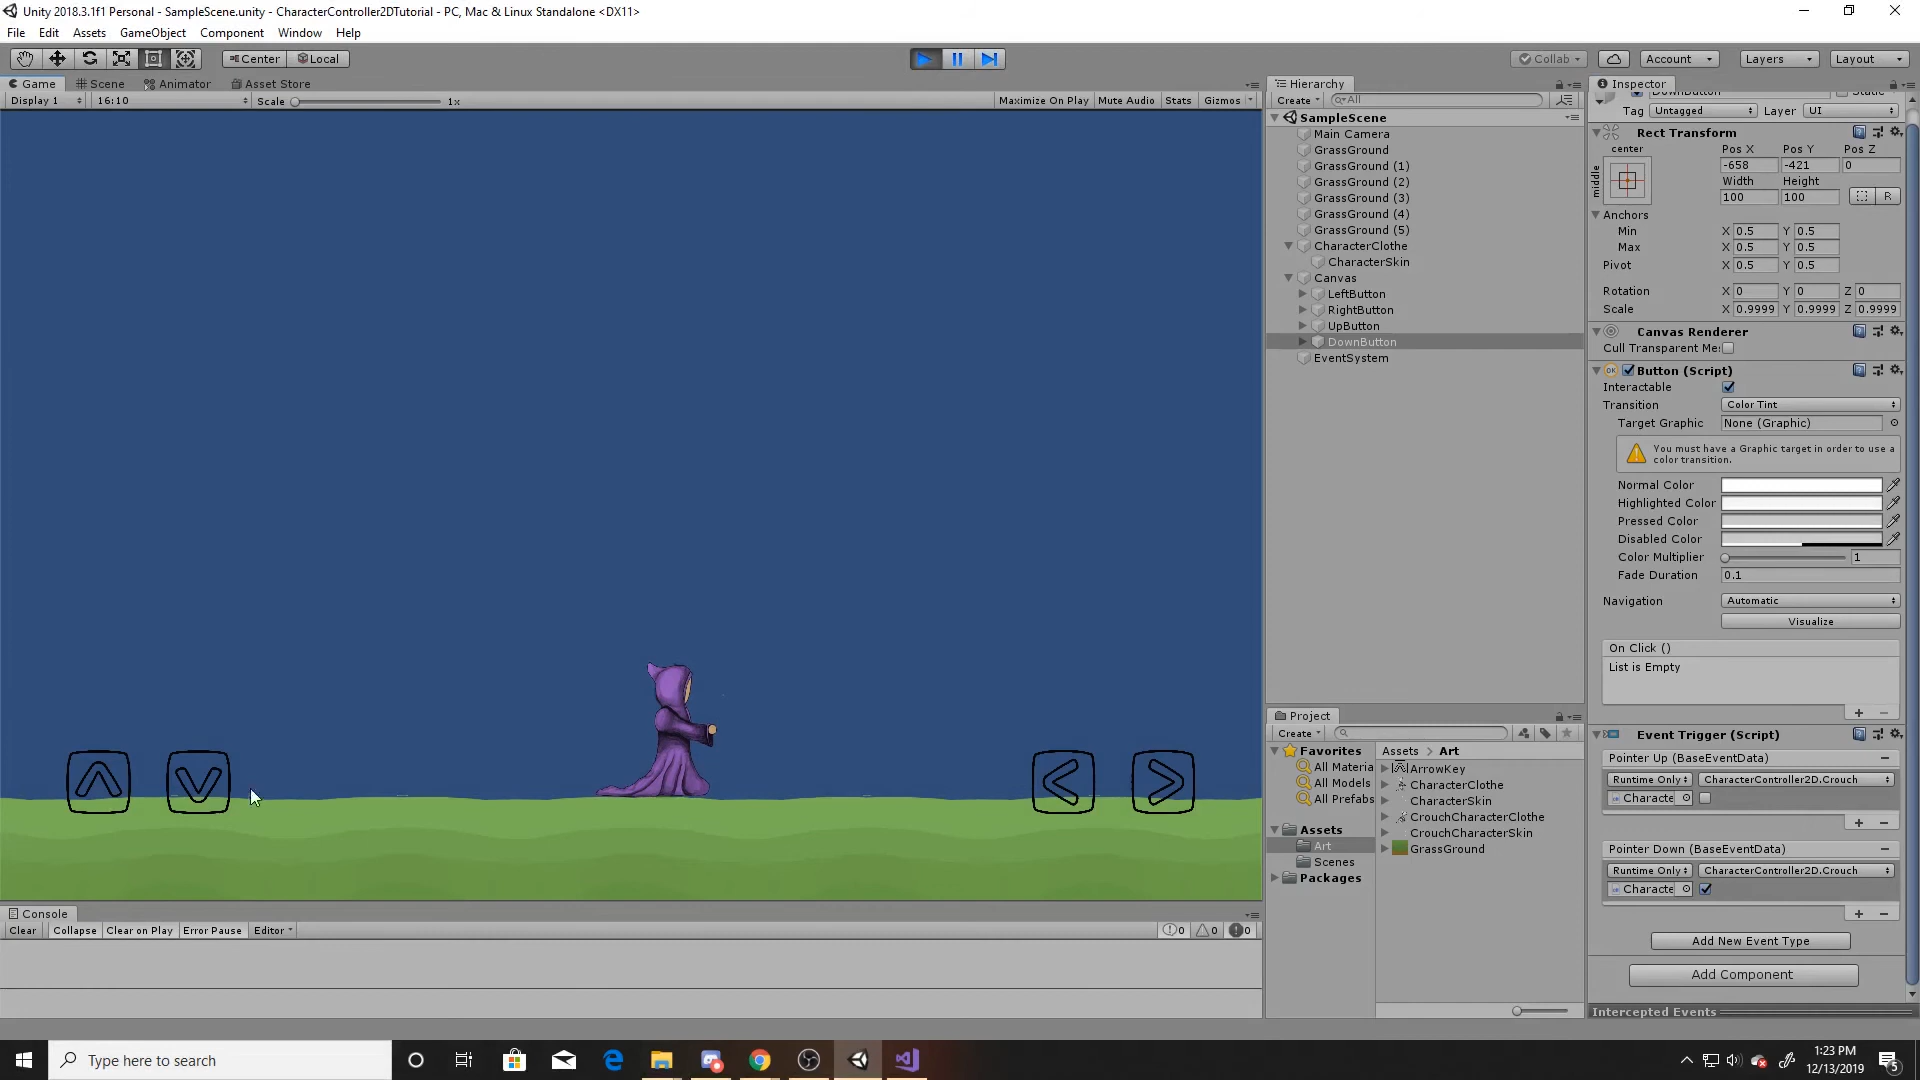 Unity 2018.3.1f1 Personal - SampleScene.unity - CharacterController2DTutorial - PC, Mac & Linux Standalone <DX11>
File Edit Assets GameObject Component Window Help
Center Local Collab Account Layers Layout
Game Scene Animator Asset Store
Display 1 16:10 Scale 1x Maximize On Play Mute Audio Stats Gizmos
Hierarchy
Create All
SampleScene
Main Camera
GrassGround
GrassGround (1)
GrassGround (2)
GrassGround (3)
GrassGround (4)
GrassGround (5)
CharacterClothe
CharacterSkin
Canvas
LeftButton
RightButton
UpButton
DownButton
EventSystem
Project
Create
Favorites
All Materia
All Models
All Prefabs
Assets
Art
Scenes
Packages
Assets > Art
ArrowKey
CharacterClothe
CharacterSkin
CrouchCharacterClothe
CrouchCharacterSkin
GrassGround
Inspector
Tag Untagged Layer UI
Rect Transform
center Pos X Pos Y Pos Z
middle -658 -421 0
Width Height
100 100 R
Anchors
Min X 0.5 Y 0.5
Max X 0.5 Y 0.5
Pivot X 0.5 Y 0.5
Rotation X 0 Y 0 Z 0
Scale X 0.9999 Y 0.9999 Z 0.9999
Canvas Renderer
Cull Transparent Me:
Button (Script)
Interactable
Transition Color Tint
Target Graphic None (Graphic)
You must have a Graphic target in order to use a
color transition.
Normal Color
Highlighted Color
Pressed Color
Disabled Color
Color Multiplier 1
Fade Duration 0.1
Navigation Automatic
Visualize
On Click ()
List is Empty
Event Trigger (Script)
Pointer Up (BaseEventData)
Runtime Only CharacterController2D.Crouch
Characte
Pointer Down (BaseEventData)
Runtime Only CharacterController2D.Crouch
Characte
Add New Event Type
Add Component
Intercepted Events
Console
Clear Collapse Clear on Play Error Pause Editor 0 0 0
Type here to search
1:23 PM
12/13/2019
5